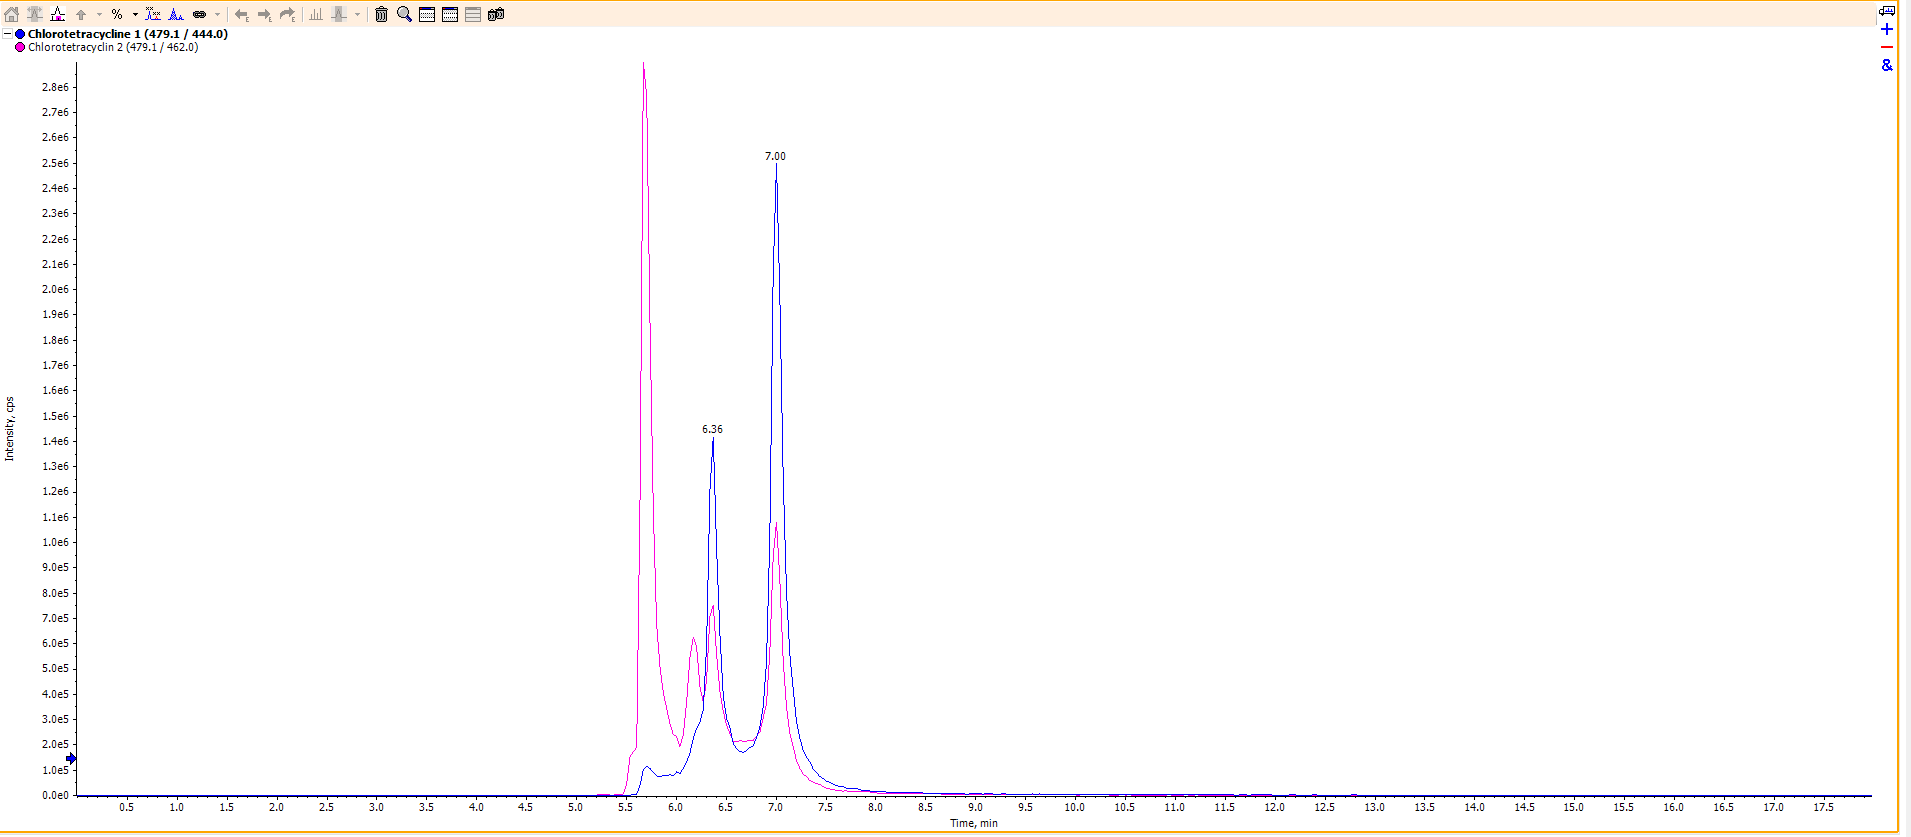 %
Chlorotetracycline 1 (479.1 / 444.0)
Chlorotetracyclin 2 (479.1 / 462.0)
&
2.8e6
2.7e6
2.6e6
2.5e6
2.4e6
2.3e6
2.2e6
2.1e6
2.0e6
1.9e6
1.8e6
1.7e6
1.6e6
1.5e6
1.4e6
1.3e6
1.2e6
1.1e6
1.0e6
9.0e5
8.0e5
7.0e5
6.0e5
5.0e5
4.0e5
3.0e5
2.0e5
1.0e5
0.0e0
Intensity, cps
7.00
6.36
0.5 1.0 1.5 2.0 2.5 3.0 3.5 4.0 4.5 5.0 5.5 6.0 6.5 7.0 7.5 8.0 8.5 9.0 9.5 10.0 10.5 11.0 11.5 12.0 12.5 13.0 13.5 14.0 14.5 15.0 15.5 16.0 16.5 17.0 17.5
Time, min